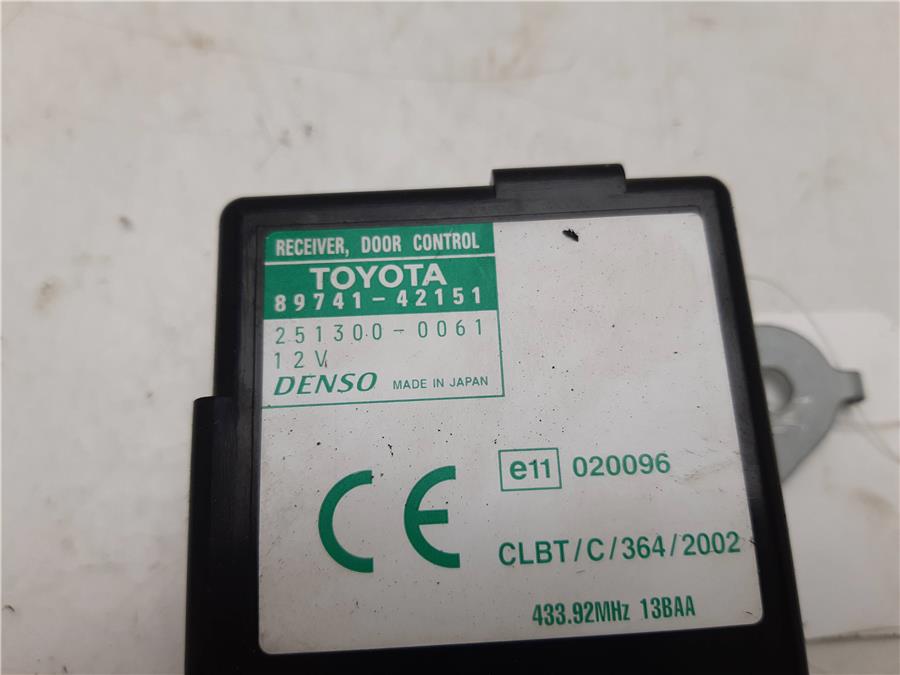 RECEIVER, DOOR CONTROL
TOYOTA
89741-42151
251300-0061
12V
DENSO MADE IN JAPAN
CE
e11 020096
CLBT/C/364/2002
433.92MHz 13BAA